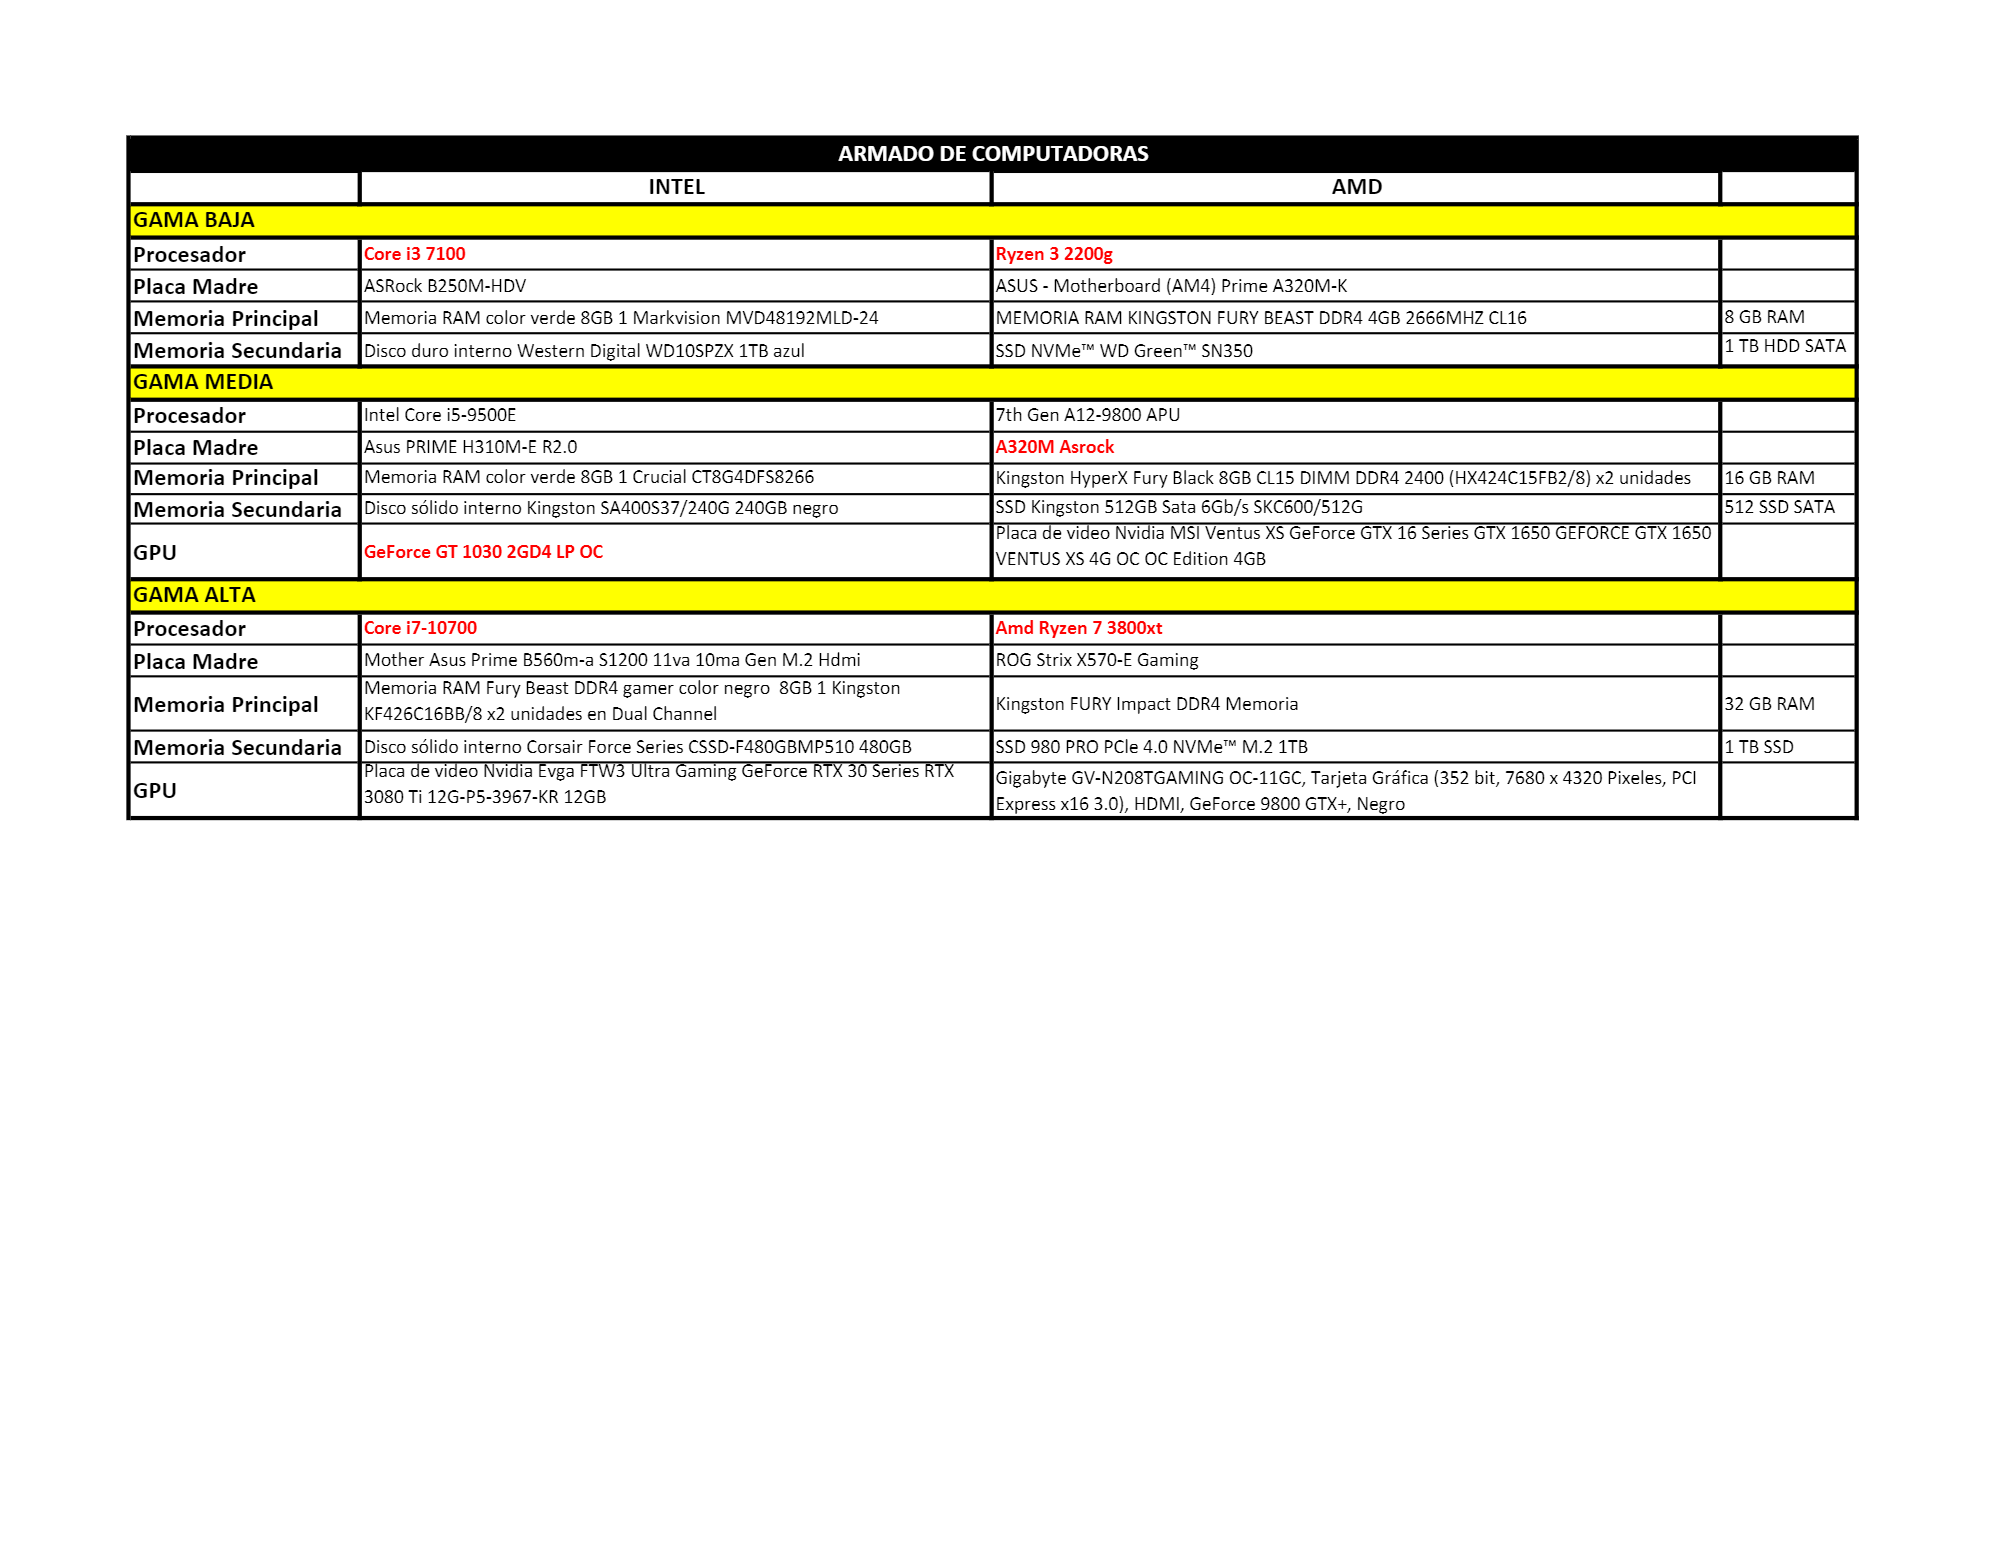 ARMADO DE COMPUTADORAS
INTEL AMD
GAMA BAJA
Procesador Core i3 7100 Ryzen 3 2200g
Placa Madre ASRock B250M-HDV ASUS - Motherboard (AM4) Prime A320M-K
Memoria Principal Memoria RAM color verde 8GB 1 Markvision MVD48192MLD-24 MEMORIA RAM KINGSTON FURY BEAST DDR4 4GB 2666MHZ CL16 8 GB RAM
Memoria Secundaria Disco duro interno Western Digital WD10SPZX 1TB azul SSD NVMe™ WD Green™ SN350 1 TB HDD SATA
GAMA MEDIA
Procesador Intel Core i5-9500E 7th Gen A12-9800 APU
Placa Madre Asus PRIME H310M-E R2.0 A320M Asrock
Memoria Principal Memoria RAM color verde 8GB 1 Crucial CT8G4DFS8266 Kingston HyperX Fury Black 8GB CL15 DIMM DDR4 2400 (HX424C15FB2/8) x2 unidades 16 GB RAM
Memoria Secundaria Disco sólido interno Kingston SA400S37/240G 240GB negro SSD Kingston 512GB Sata 6Gb/s SKC600/512G 512 SSD SATA
GPU GeForce GT 1030 2GD4 LP OC Placa de video Nvidia MSI Ventus XS GeForce GTX 16 Series GTX 1650 GEFORCE GTX 1650
VENTUS XS 4G OC OC Edition 4GB
GAMA ALTA
Procesador Core i7-10700 Amd Ryzen 7 3800xt
Placa Madre Mother Asus Prime B560m-a S1200 11va 10ma Gen M.2 Hdmi ROG Strix X570-E Gaming
Memoria Principal Memoria RAM Fury Beast DDR4 gamer color negro  8GB 1 Kingston
KF426C16BB/8 x2 unidades en Dual Channel Kingston FURY Impact DDR4 Memoria 32 GB RAM
Memoria Secundaria Disco sólido interno Corsair Force Series CSSD-F480GBMP510 480GB SSD 980 PRO PCle 4.0 NVMe™ M.2 1TB 1 TB SSD
GPU Placa de video Nvidia Evga FTW3 Ultra Gaming GeForce RTX 30 Series RTX
3080 Ti 12G-P5-3967-KR 12GB Gigabyte GV-N208TGAMING OC-11GC, Tarjeta Gráfica (352 bit, 7680 x 4320 Pixeles, PCI
Express x16 3.0), HDMI, GeForce 9800 GTX+, Negro